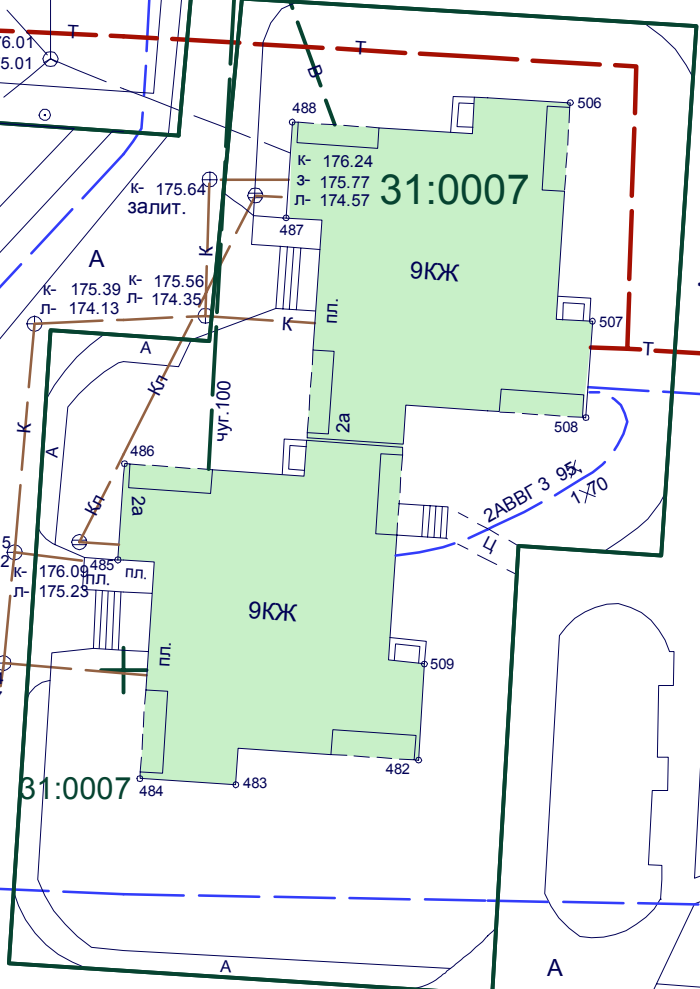 Т
Т
76.01
5.01
В
488
506
к- 176.24
з- 175.77
л- 174.57
31:0007
к- 175.64
залит.
487
К
А
9КЖ
к- 175.39
л- 174.13
к- 175.56
л- 174.35
пл.
507
К
Т
А
Кл
чуг.100
2а
508
К
А
486
2а
Кл
2АВВГ 3 95
1 70
Ц
5
2
485
к- 176.09
л- 175.23
пл.
пл.
9КЖ
пл.
509
482
31:0007
484
483
А
А